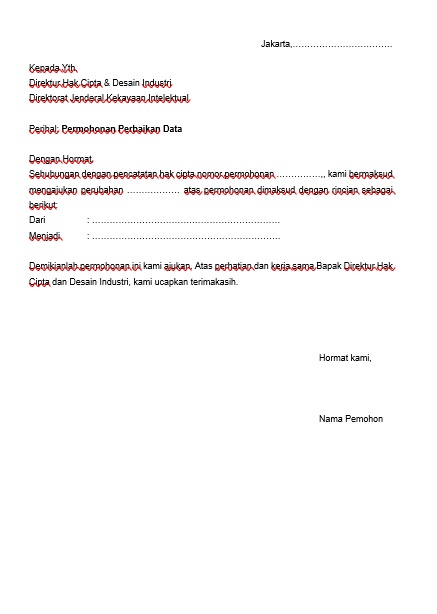 Jakarta,................................
Kepada Yth.
Direktur Hak Cipta & Desain Industri
Direktorat Jenderal Kekayaan Intelektual
Perihal: Permohonan Perbaikan Data
Dengan Hormat,
Sehubungan dengan pencatatan hak cipta nomor permohonan ……………,, kami bermaksud
mengajukan perubahan ……………… atas permohonan dimaksud dengan rincian sebagai
berikut:
Dari : …………………………………………………………
Menjadi : …………………………………………………………
Demikianlah permohonan ini kami ajukan, Atas perhatian dan kerja sama Bapak Direktur Hak
Cipta dan Desain Industri, kami ucapkan terimakasih.
Hormat kami,
Nama Pemohon